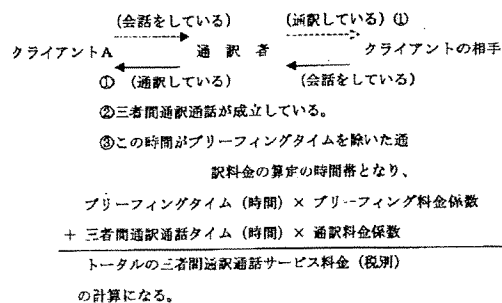 (会話をしている) (通訳している) ①
クライアントA 通訳者 クライアントの相手
① (通訳している) (会話をしている)
②三者間通訳通話が成立している。
③この時間がブリーフィングタイムを除いた通
訳料金の算定の時間帯となり、
ブリーフィングタイム (時間) × ブリーフィング料金係数
+ 三者間通訳通話タイム (時間) × 通訳料金係数
トータルの三者間通訳通話サービス料金 (税別)
の計算になる。